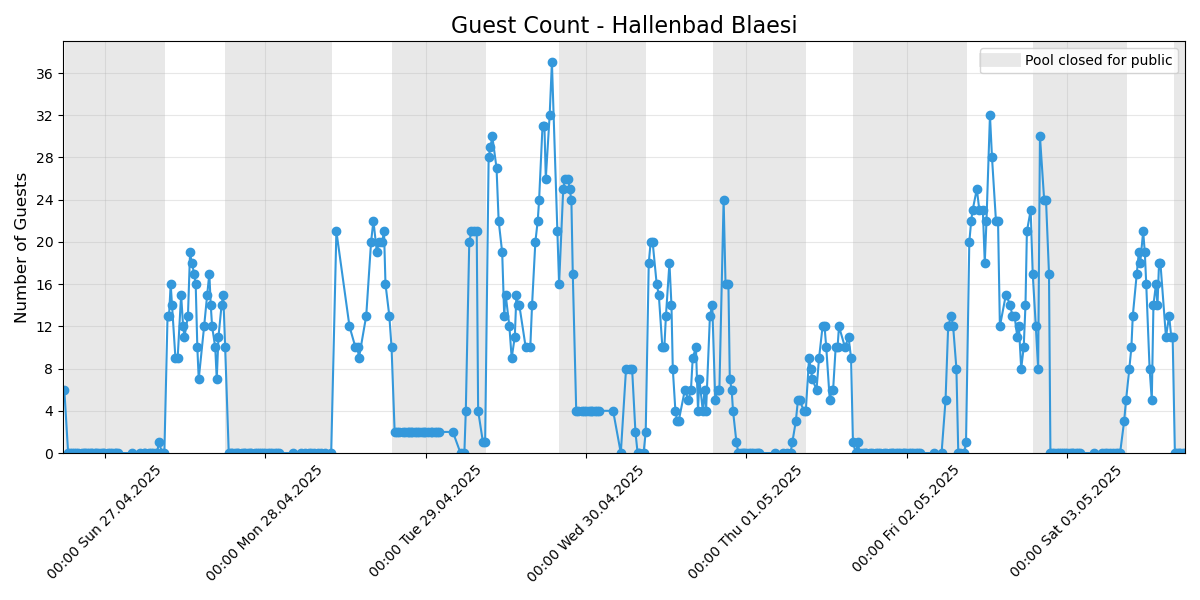 Guest Count - Hallenbad Blaesi
Pool closed for public
Number of Guests
36
32
28
24
20
16
12
8
4
0
00:00 Sun 27.04.2025
00:00 Mon 28.04.2025
00:00 Tue 29.04.2025
00:00 Wed 30.04.2025
00:00 Thu 01.05.2025
00:00 Fri 02.05.2025
00:00 Sat 03.05.2025